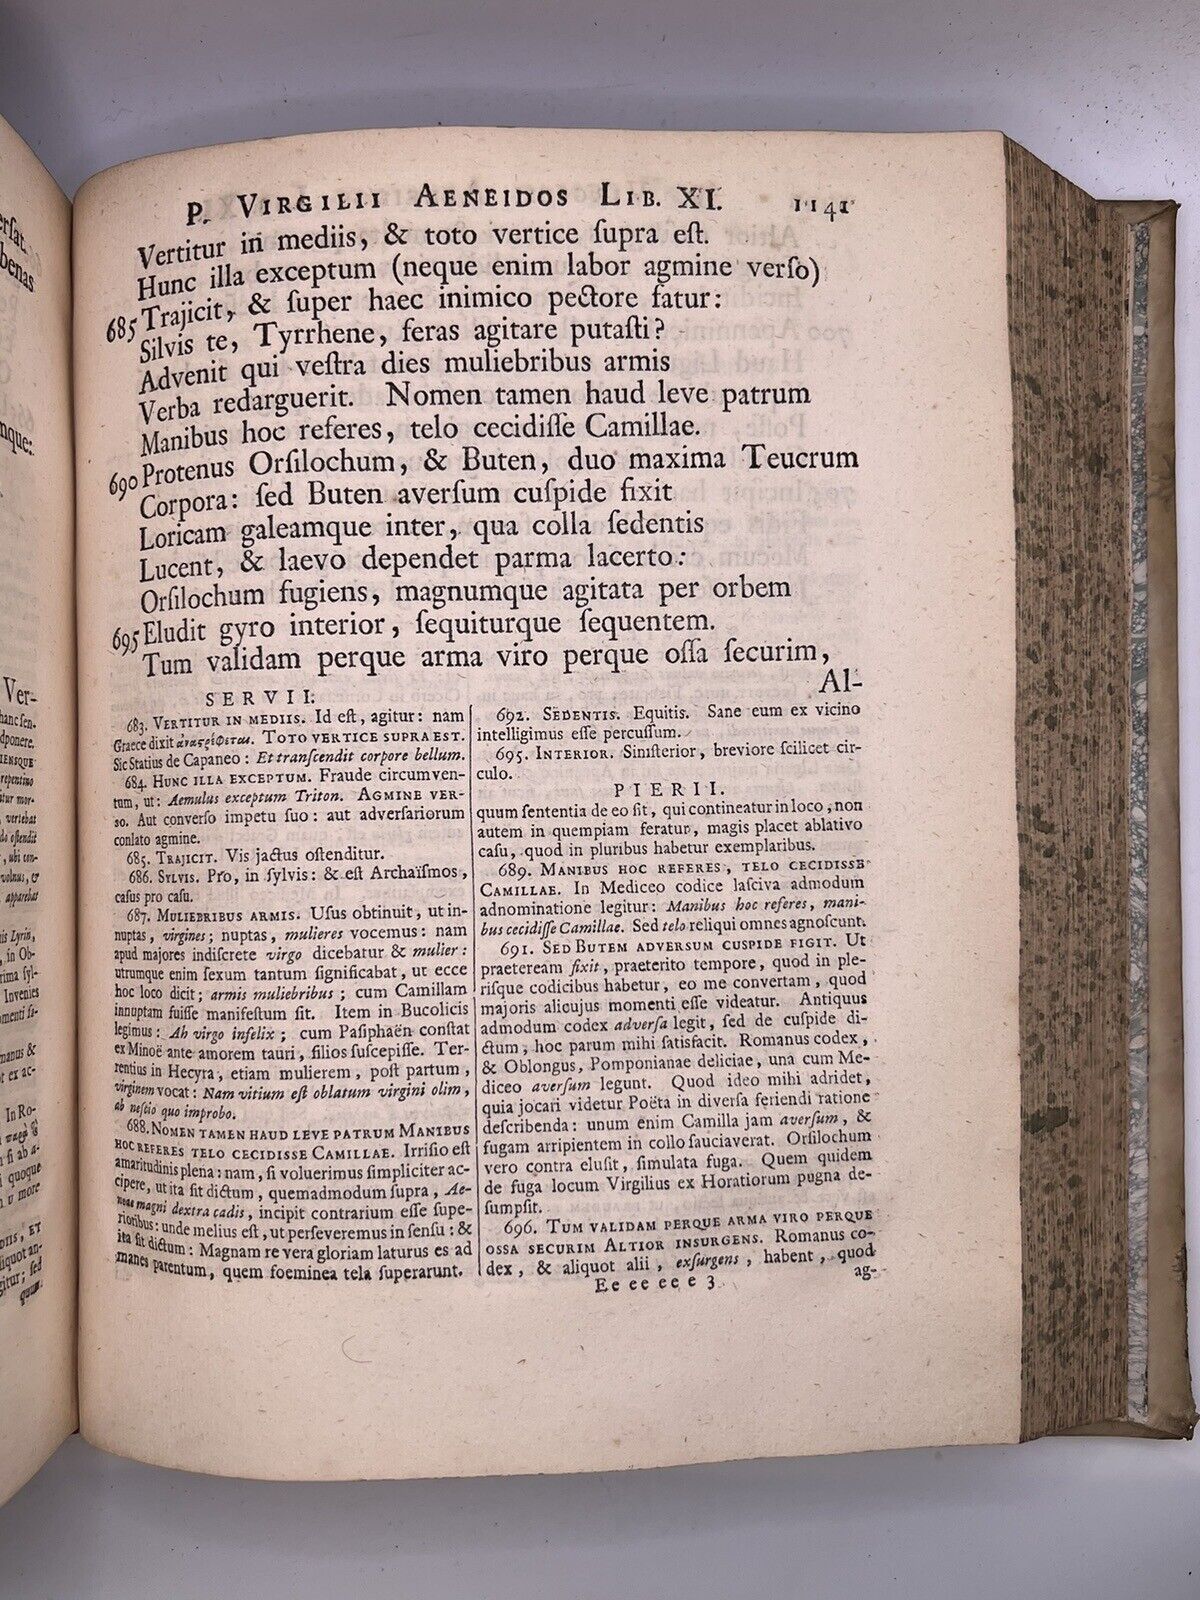 P. VIRGILII AENEIDOS LIB. XI. 1141
Vertitur in mediis, & toto vertice ſupra eſt.
Hunc illa exceptum (neque enim labor agmine verſo)
685 Trajicit, & ſuper haec inimico pectore fatur:
Silvis te, Tyrrhene, feras agitare putaſti?
Advenit qui veſtra dies muliebribus armis
Verba redarguerit. Nomen tamen haud leve patrum
Manibus hoc referes, telo cecidiſſe Camillae.
690 Protenus Orſilochum, & Buten, duo maxima Teucrum
Corpora: ſed Buten averſum cuſpide fixit
Loricam galeamque inter, qua colla ſedentis
Lucent, & laevo dependet parma lacerto:
Orſilochum fugiens, magnumque agitata per orbem
695 Eludit gyro interior, ſequiturque ſequentem.
Tum validam perque arma viro perque oſſa ſecurim,
Al-
SERVII.
683. VERTITUR IN MEDIIS. Id eſt, agitur: nam
Graece dixit ἀναςρέφεται. TOTO VERTICE SUPRA EST.
Sic Statius de Capaneo: Et tranſcendit corpore bellum.
684. HUNC ILLA EXCEPTUM. Fraude circumven-
tum, ut: Aemulus exceptum Triton. AGMINE VER-
SO. Aut converſo impetu ſuo: aut adverſariorum
conlato agmine.
685. TRAJICIT. Vis jactus oſtenditur.
686. SYLVIS. Pro, in ſylvis: & eſt Archaïſmos,
caſus pro caſu.
687. MULIEBRIBUS ARMIS. Uſus obtinuit, ut in-
nuptas, virgines; nuptas, mulieres vocemus: nam
apud majores indiſcrete virgo dicebatur & mulier:
utrumque enim ſexum tantum ſignificabat, ut ecce
hoc loco dicit; armis muliebribus; cum Camillam
innuptam fuiſſe manifeſtum ſit. Item in Bucolicis
legimus: Ah virgo infelix; cum Paſiphaën conſtat
ex Minoë ante amorem tauri, filios ſuſcepiſſe. Ter-
rentius in Hecyra, etiam mulierem, poſt partum,
virginem vocat: Nam vitium eſt oblatum virgini olim,
ab neſcio quo improbo.
688. NOMEN TAMEN HAUD LEVE PATRUM MANIBUS
HOC REFERES TELO CECIDISSE CAMILLAE. Irriſio eſt
amaritudinis plena: nam, ſi voluerimus ſimpliciter ac-
cipere, ut ita ſit dictum, quemadmodum ſupra, Ae-
neae magni dextra cadis, incipit contrarium eſſe ſupe-
rioribus: unde melius eſt, ut perſeveremus in ſenſu: &
ita ſit dictum: Magnam re vera gloriam laturus es ad
manes parentum, quem foeminea tela ſuperarunt.
692. SEDENTIS. Equitis. Sane eum ex vicino
intelligimus eſſe percuſſum.
695. INTERIOR. Siniſterior, breviore ſcilicet cir-
culo.
PIERII.
quum ſententia de eo ſit, qui contineatur in loco, non
autem in quempiam feratur, magis placet ablativo
caſu, quod in pluribus habetur exemplaribus.
689. MANIBUS HOC REFERES, TELO CECIDISSE
CAMILLAE. In Mediceo codice laſciva admodum
adnominatione legitur: Manibus hoc referes, mani-
bus cecidiſſe Camillae. Sed telo reliqui omnes agnoſcunt.
691. SED BUTEM ADVERSUM CUSPIDE FIGIT. Ut
praeteream fixit, praeterito tempore, quod in ple-
riſque codicibus habetur, eo me convertam, quod
majoris alicujus momenti eſſe videatur. Antiquus
admodum codex adverſa legit, ſed de cuſpide di-
ctum, hoc parum mihi ſatisfacit. Romanus codex,
& Oblongus, Pomponianae deliciae, una cum Me-
diceo averſum legunt. Quod ideo mihi adridet,
quia jocari videtur Poëta in diverſa feriendi ratione
deſcribenda: unum enim Camilla jam averſum, &
fugam arripientem in collo ſauciaverat. Orſilochum
vero contra eluſit, ſimulata fuga. Quem quidem
de fuga locum Virgilius ex Horatiorum pugna de-
ſumpſit.
696. TUM VALIDAM PERQUE ARMA VIRO PERQUE
OSSA SECURIM ALTIOR INSURGENS. Romanus co-
dex, & aliquot alii, exſurgens, habent, quod
Ee ee ee e 3 ag-